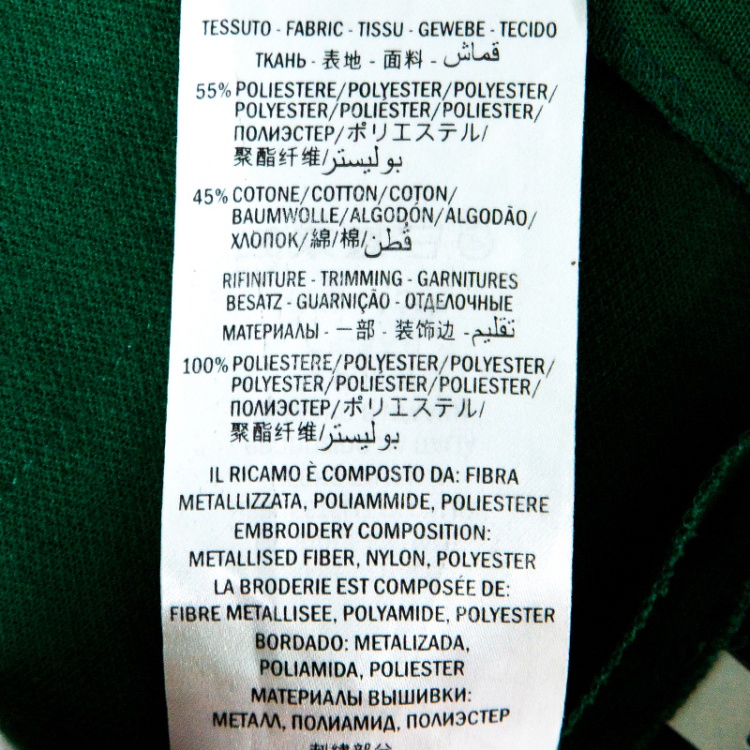 TESSUTO - FABRIC - TISSU - GEWEBE - TECIDO
ТКАНЬ - 表地 - 面料 - قماش
55% POLIESTERE/POLYESTER/POLYESTER/
POLYESTER/POLIÉSTER/POLIESTER/
ПОЛИЭСТЕР/ポリエステル/
聚酯纤维/بوليستر
45% COTONE/COTTON/COTON/
BAUMWOLLE/ALGODÓN/ALGODÃO/
ХЛОПОК/綿/棉/قطن
RIFINITURE - TRIMMING - GARNITURES
BESATZ - GUARNIÇÃO - ОТДЕЛОЧНЫЕ
МАТЕРИАЛЫ - 一部 - 装饰边 - تقليم
100% POLIESTERE/POLYESTER/POLYESTER/
POLYESTER/POLIÉSTER/POLIESTER/
ПОЛИЭСТЕР/ポリエステル/
聚酯纤维/بوليستر
IL RICAMO È COMPOSTO DA: FIBRA
METALLIZZATA, POLIAMMIDE, POLIESTERE
EMBROIDERY COMPOSITION:
METALLISED FIBER, NYLON, POLYESTER
LA BRODERIE EST COMPOSÉE DE:
FIBRE METALLISEE, POLYAMIDE, POLYESTER
BORDADO: METALIZADA,
POLIAMIDA, POLIESTER
МАТЕРИАЛЫ ВЫШИВКИ:
МЕТАЛЛ, ПОЛИАМИД, ПОЛИЭСТЕР
刺繍部分